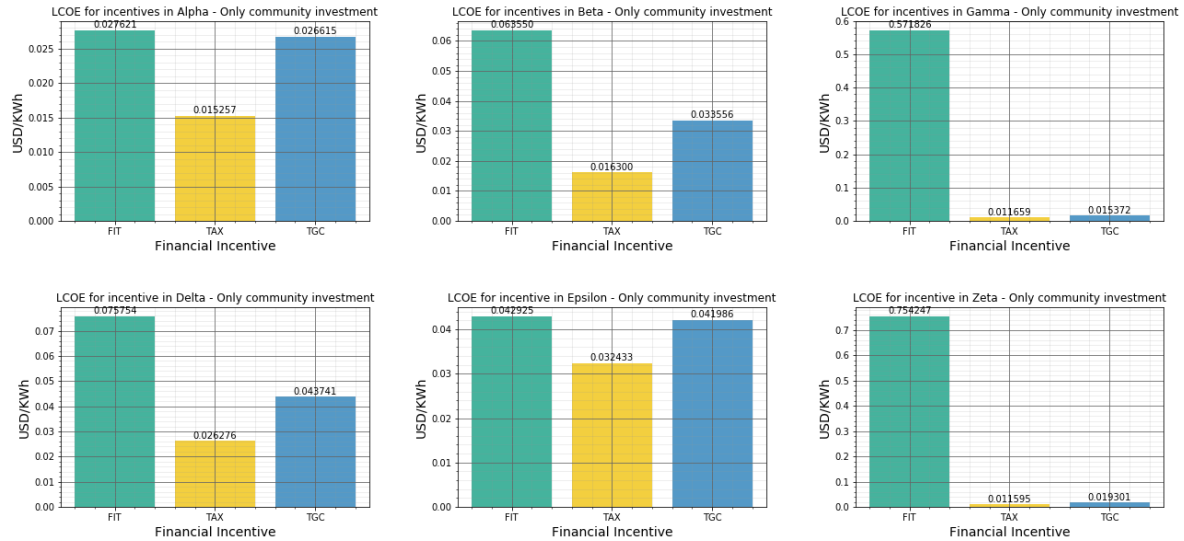 LCOE for incentives in Alpha - Only community investment
0.027621
0.026615
0.015257
0.025
0.020
0.015
0.010
0.005
0.000
USD/KWh
FIT TAX TGC
Financial Incentive
LCOE for incentives in Beta - Only community investment
0.063550
0.033556
0.016300
0.06
0.05
0.04
0.03
0.02
0.01
0.00
USD/KWh
FIT TAX TGC
Financial Incentive
LCOE for incentives in Gamma - Only community investment
0.571826
0.011659
0.015372
0.6
0.5
0.4
0.3
0.2
0.1
0.0
USD/KWh
FIT TAX TGC
Financial Incentive
LCOE for incentive in Delta - Only community investment
0.075754
0.043741
0.026276
0.07
0.06
0.05
0.04
0.03
0.02
0.01
0.00
USD/KWh
FIT TAX TGC
Financial Incentive
LCOE for incentive in Epsilon - Only community investment
0.042925
0.041986
0.032433
0.04
0.03
0.02
0.01
0.00
USD/KWh
FIT TAX TGC
Financial Incentive
LCOE for incentive in Zeta - Only community investment
0.754247
0.011595
0.019301
0.7
0.6
0.5
0.4
0.3
0.2
0.1
0.0
USD/KWh
FIT TAX TGC
Financial Incentive